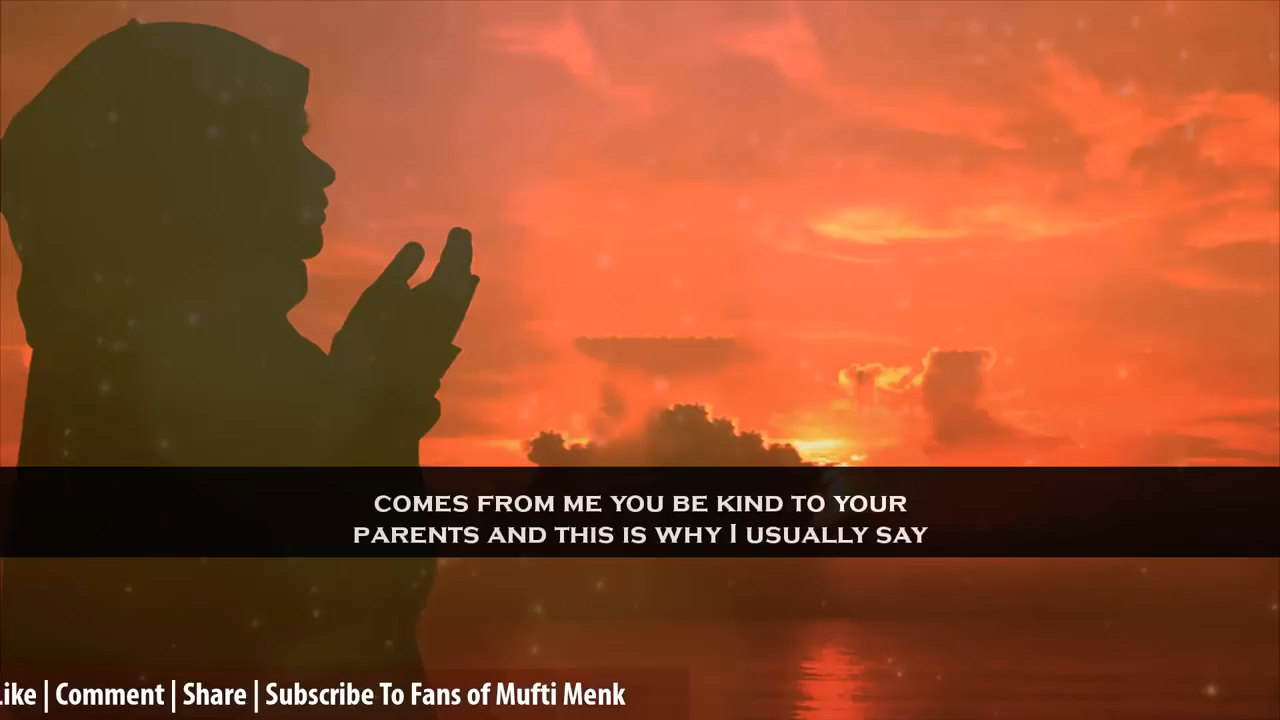 COMES FROM ME YOU BE KIND TO YOUR
PARENTS AND THIS IS WHY I USUALLY SAY
Like | Comment | Share | Subscribe To Fans of Mufti Menk